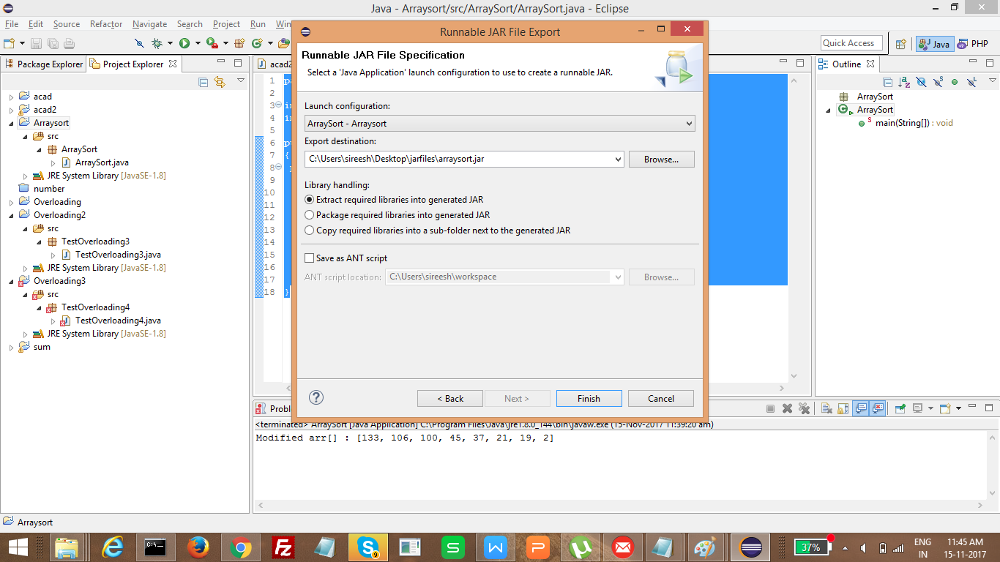 Java - Arraysort/src/ArraySort/ArraySort.java - Eclipse
File Edit Source Refactor Navigate Search Project Run
Quick Access
Java
PHP
Package Explorer
Project Explorer
acad
acad2
Arraysort
src
ArraySort
ArraySort.java
JRE System Library [JavaSE-1.8]
number
Overloading
Overloading2
src
TestOverloading3
TestOverloading3.java
JRE System Library [JavaSE-1.8]
Overloading3
src
TestOverloading4
TestOverloading4.java
JRE System Library [JavaSE-1.8]
sum
1
2
3
4
5
6
7
{
8
9
10
11
12
13
14
15
16
17
18 }
Runnable JAR File Export
Runnable JAR File Specification
Select a 'Java Application' launch configuration to use to create a runnable JAR.
Launch configuration:
ArraySort - Arraysort
Export destination:
C:\Users\sireesh\Desktop\jarfiles\arraysort.jar
Browse...
Library handling:
Extract required libraries into generated JAR
Package required libraries into generated JAR
Copy required libraries into a sub-folder next to the generated JAR
Save as ANT script
ANT script location: C:\Users\sireesh\workspace
Browse...
< Back
Next >
Finish
Cancel
Outline
ArraySort
ArraySort
main(String[]) : void
<terminated> ArraySort [Java Application] C:\Program Files\Java\jre1.8.0_144\bin\javaw.exe (15-Nov-2017 11:39:20 am)
Modified arr[] : [133, 106, 100, 45, 37, 21, 19, 2]
Arraysort
37%
ENG
IN
11:45 AM
15-11-2017